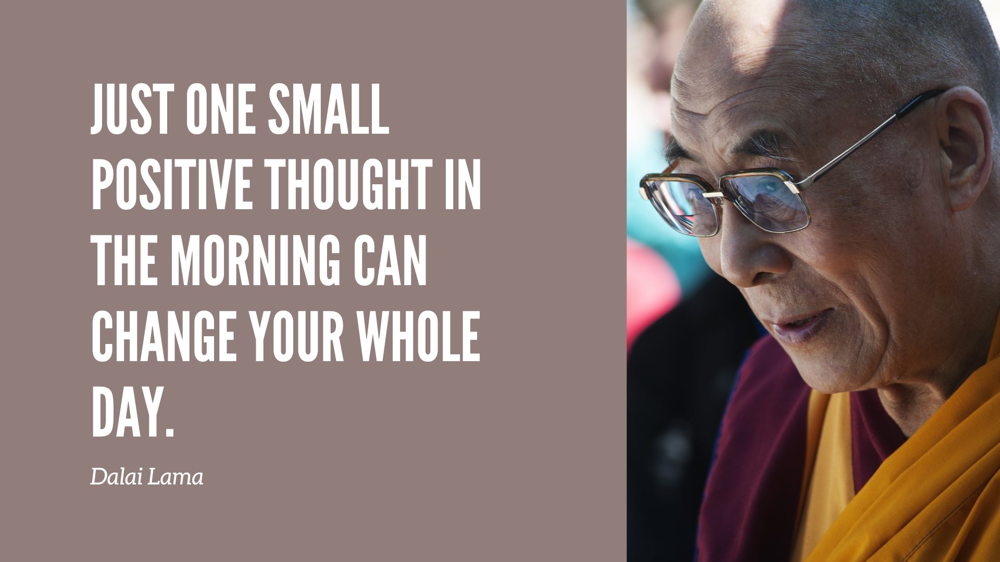 JUST ONE SMALL
POSITIVE THOUGHT IN
THE MORNING CAN
CHANGE YOUR WHOLE
DAY.
Dalai Lama